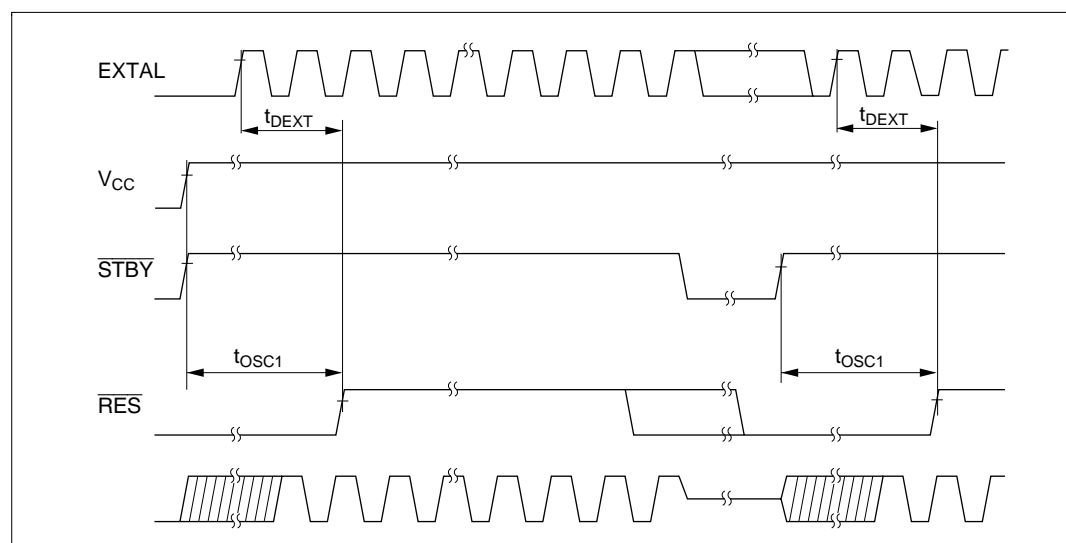 EXTAL
tDEXT
tDEXT
VCC
STBY
tOSC1
tOSC1
RES